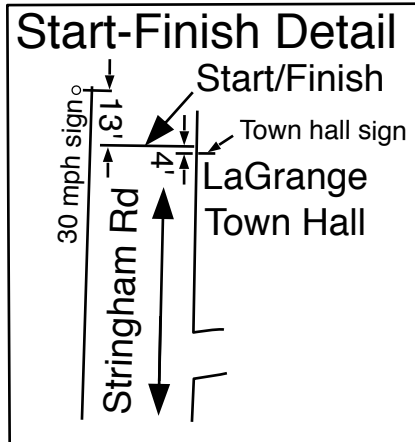 Start-Finish Detail
Start/Finish
30 mph sign
13'
4'
Town hall sign
LaGrange
Town Hall
Stringham Rd